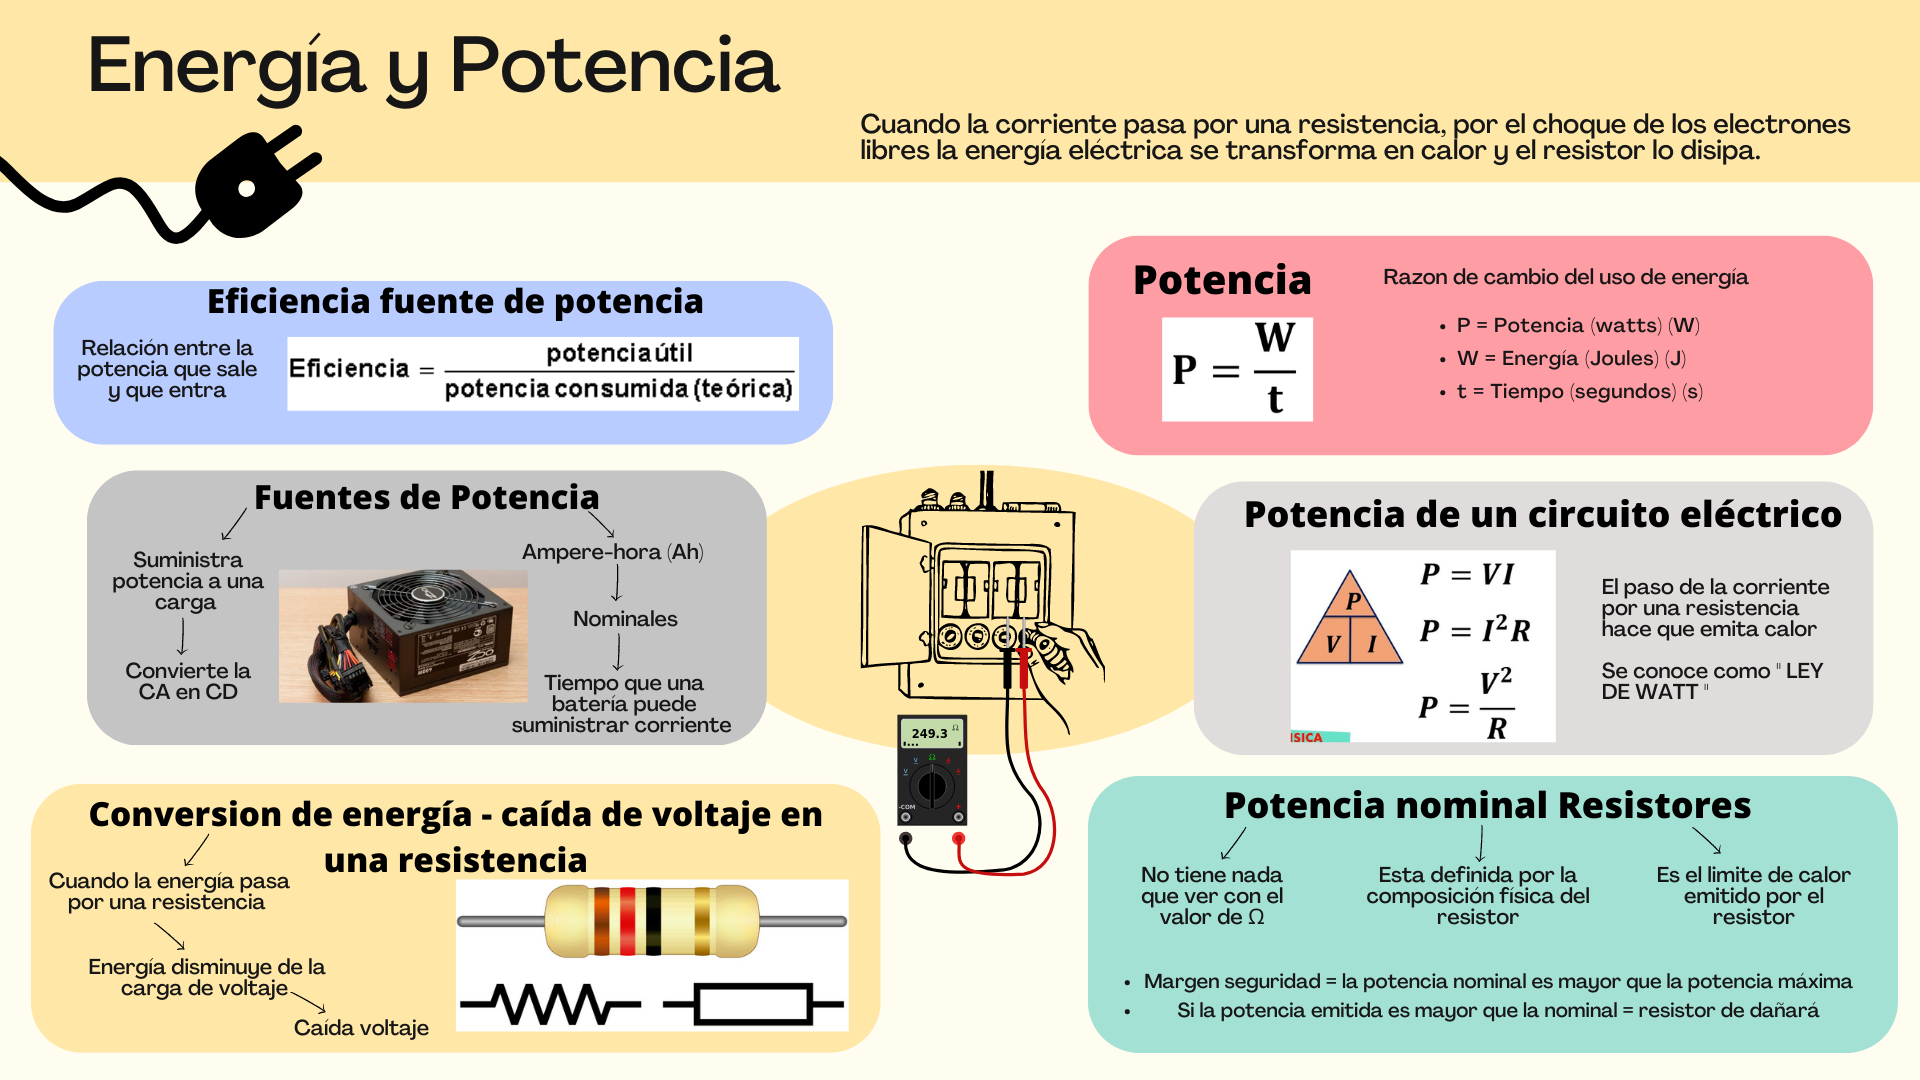 Energía y Potencia
Cuando la corriente pasa por una resistencia, por el choque de los electrones
libres la energía eléctrica se transforma en calor y el resistor lo disipa.
Eficiencia fuente de potencia
Relación entre la
potencia que sale
y que entra
Eficiencia = potencia útil
potencia consumida (teórica)
Potencia
Razon de cambio del uso de energía
P = W
t
• P = Potencia (watts) (W)
• W = Energía (Joules) (J)
• t = Tiempo (segundos) (s)
Fuentes de Potencia
Suministra
potencia a una
carga
Convierte la
CA en CD
Ampere-hora (Ah)
Nominales
Tiempo que una
batería puede
suministrar corriente
Potencia de un circuito eléctrico
P
V I
P = VI
P = I²R
P = V²
R
ISICA
El paso de la corriente
por una resistencia
hace que emita calor
Se conoce como " LEY
DE WATT "
249.3 Ω
V V Ω
COM
Conversion de energía - caída de voltaje en
una resistencia
Cuando la energía pasa
por una resistencia
Energía disminuye de la
carga de voltaje
Caída voltaje
Potencia nominal Resistores
No tiene nada
que ver con el
valor de Ω
Esta definida por la
composición física del
resistor
Es el limite de calor
emitido por el
resistor
• Margen seguridad = la potencia nominal es mayor que la potencia máxima
• Si la potencia emitida es mayor que la nominal = resistor de dañará